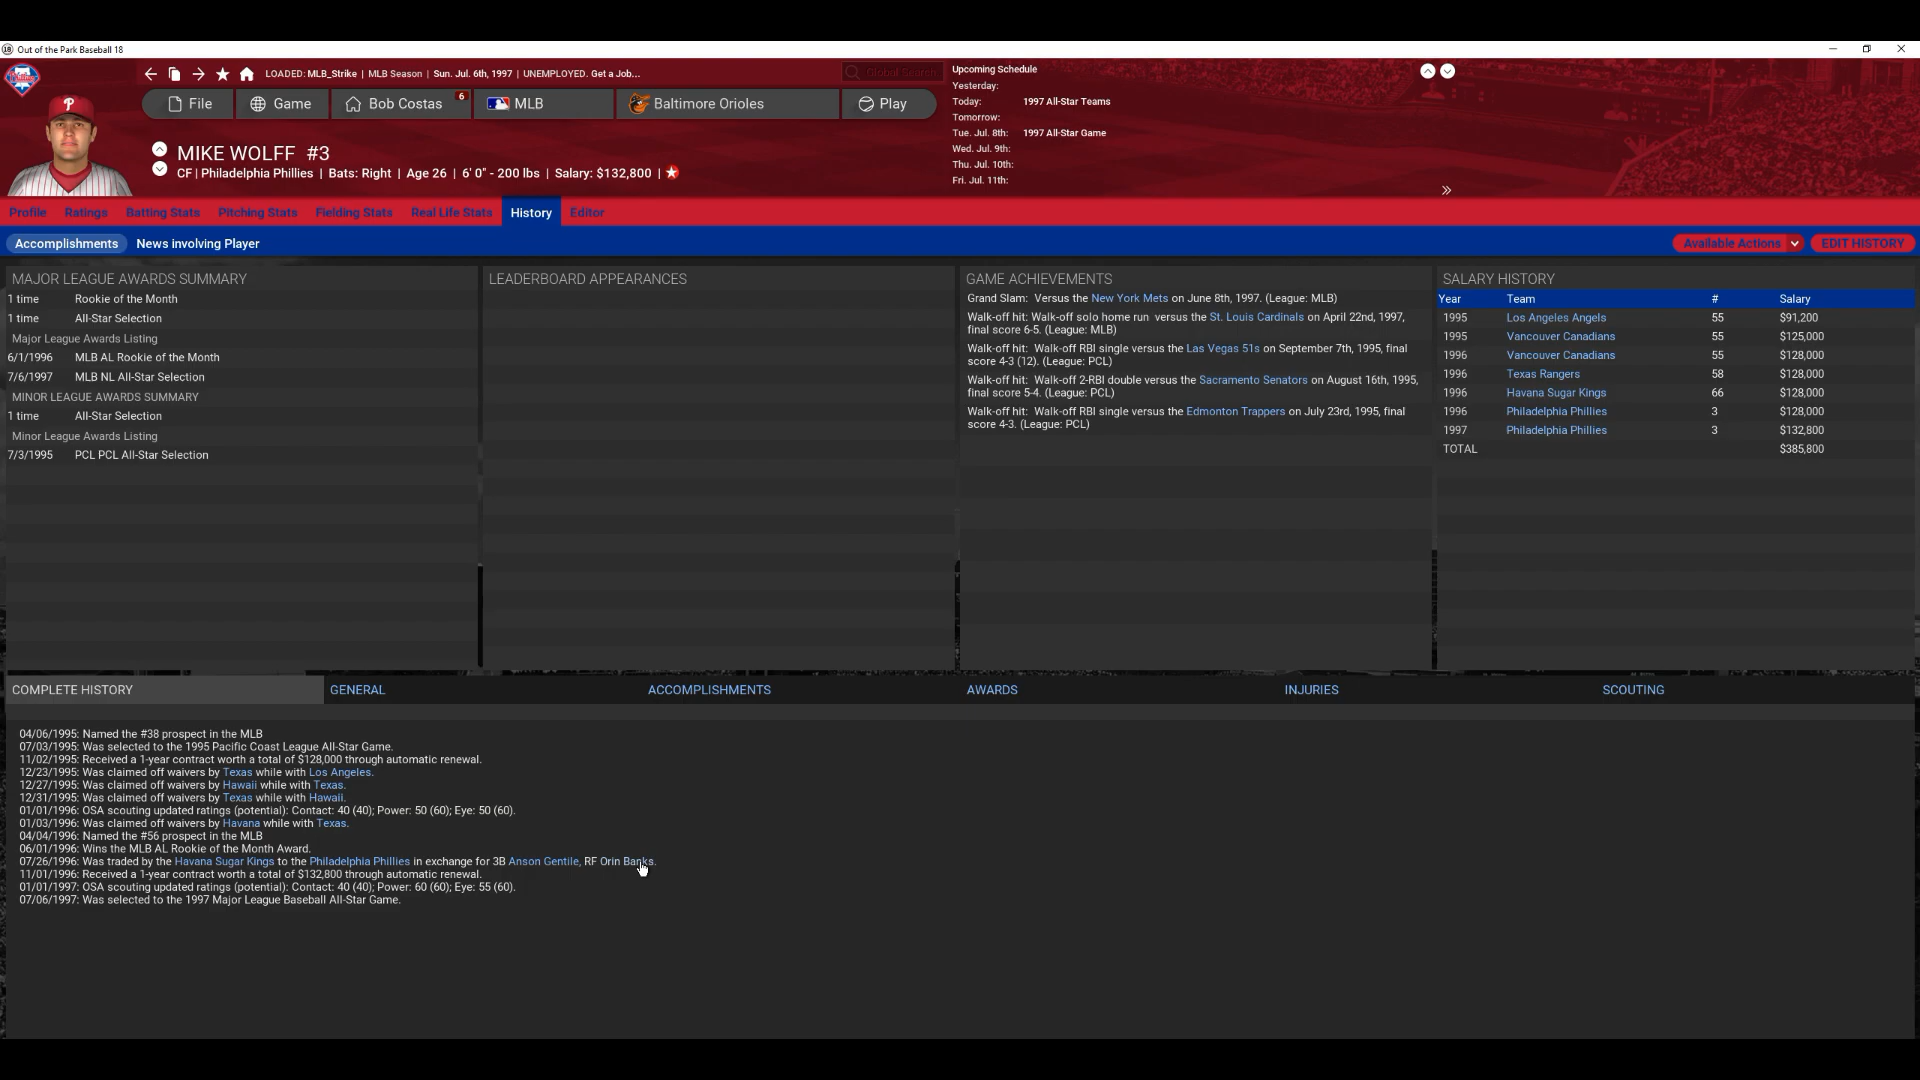 Out of the Park Baseball 18
LOADED: MLB_Strike | MLB Season | Sun. Jul. 6th, 1997 | UNEMPLOYED. Get a Job...
Global Search
File
Game
Bob Costas
6
MLB
Baltimore Orioles
Play
Upcoming Schedule
Yesterday:
Today: 1997 All-Star Teams
Tomorrow:
Tue. Jul. 8th: 1997 All-Star Game
Wed. Jul. 9th:
Thu. Jul. 10th:
Fri. Jul. 11th:
MIKE WOLFF #3
CF | Philadelphia Phillies | Bats: Right | Age 26 | 6' 0" - 200 lbs | Salary: $132,800 |
Profile Ratings Batting Stats Pitching Stats Fielding Stats Real Life Stats History Editor
Accomplishments News involving Player
Available Actions EDIT HISTORY
MAJOR LEAGUE AWARDS SUMMARY
1 time Rookie of the Month
1 time All-Star Selection
Major League Awards Listing
6/1/1996 MLB AL Rookie of the Month
7/6/1997 MLB NL All-Star Selection
MINOR LEAGUE AWARDS SUMMARY
1 time All-Star Selection
Minor League Awards Listing
7/3/1995 PCL PCL All-Star Selection
LEADERBOARD APPEARANCES
GAME ACHIEVEMENTS
Grand Slam: Versus the New York Mets on June 8th, 1997. (League: MLB)
Walk-off hit: Walk-off solo home run versus the St. Louis Cardinals on April 22nd, 1997,
final score 6-5. (League: MLB)
Walk-off hit: Walk-off RBI single versus the Las Vegas 51s on September 7th, 1995, final
score 4-3 (12). (League: PCL)
Walk-off hit: Walk-off 2-RBI double versus the Sacramento Senators on August 16th, 1995,
final score 5-4. (League: PCL)
Walk-off hit: Walk-off RBI single versus the Edmonton Trappers on July 23rd, 1995, final
score 4-3. (League: PCL)
SALARY HISTORY
Year Team # Salary
1995 Los Angeles Angels 55 $91,200
1995 Vancouver Canadians 55 $125,000
1996 Vancouver Canadians 55 $128,000
1996 Texas Rangers 58 $128,000
1996 Havana Sugar Kings 66 $128,000
1996 Philadelphia Phillies 3 $128,000
1997 Philadelphia Phillies 3 $132,800
TOTAL $385,800
COMPLETE HISTORY GENERAL ACCOMPLISHMENTS AWARDS INJURIES SCOUTING
04/06/1995: Named the #38 prospect in the MLB
07/03/1995: Was selected to the 1995 Pacific Coast League All-Star Game.
11/02/1995: Received a 1-year contract worth a total of $128,000 through automatic renewal.
12/23/1995: Was claimed off waivers by Texas while with Los Angeles.
12/27/1995: Was claimed off waivers by Hawaii while with Texas.
12/31/1995: Was claimed off waivers by Texas while with Hawaii.
01/01/1996: OSA scouting updated ratings (potential): Contact: 40 (40); Power: 50 (60); Eye: 50 (60).
01/03/1996: Was claimed off waivers by Havana while with Texas.
04/04/1996: Named the #56 prospect in the MLB
06/01/1996: Wins the MLB AL Rookie of the Month Award.
07/26/1996: Was traded by the Havana Sugar Kings to the Philadelphia Phillies in exchange for 3B Anson Gentile, RF Orin Banks.
11/01/1996: Received a 1-year contract worth a total of $132,800 through automatic renewal.
01/01/1997: OSA scouting updated ratings (potential): Contact: 40 (40); Power: 60 (60); Eye: 55 (60).
07/06/1997: Was selected to the 1997 Major League Baseball All-Star Game.